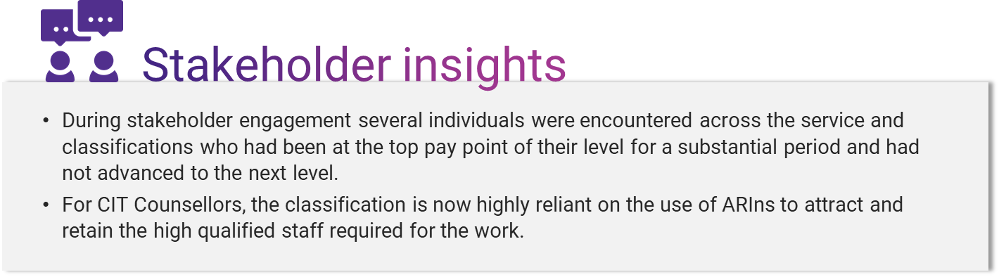 Stakeholder insights
• During stakeholder engagement several individuals were encountered across the service and
classifications who had been at the top pay point of their level for a substantial period and had
not advanced to the next level.
• For CIT Counsellors, the classification is now highly reliant on the use of ARIns to attract and
retain the high qualified staff required for the work.